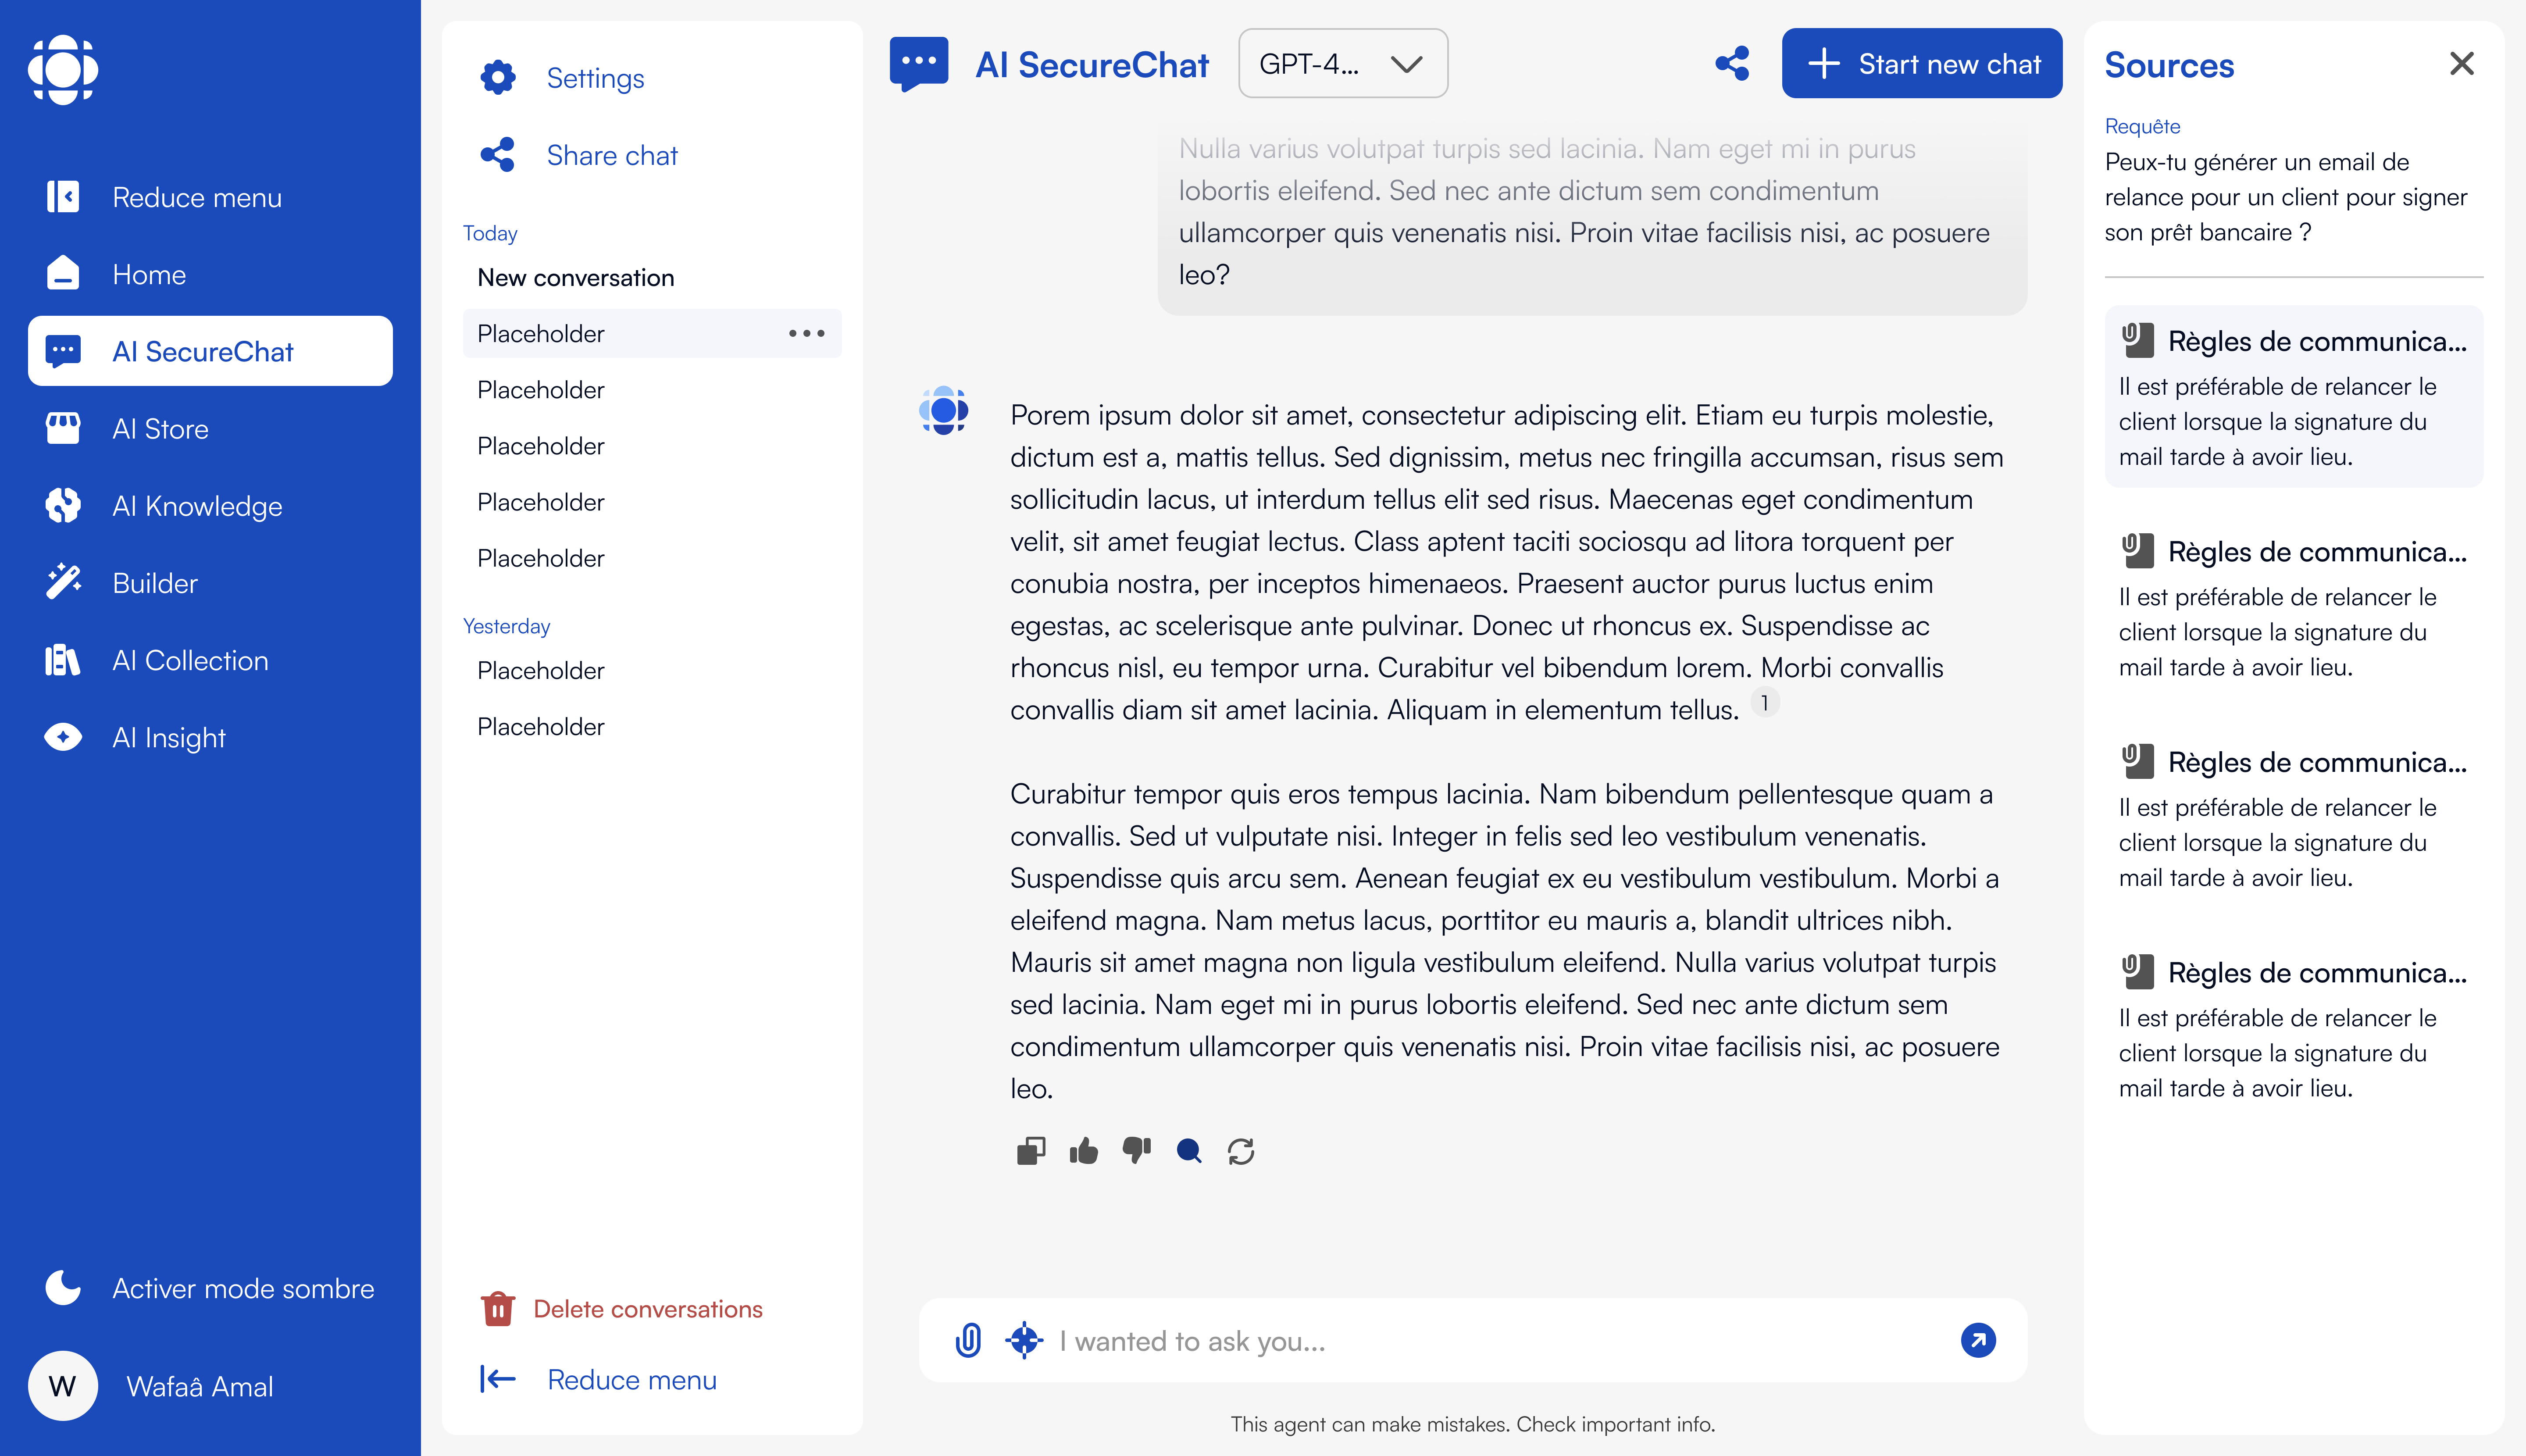 Reduce menu
Home
AI SecureChat
AI Store
AI Knowledge
Builder
AI Collection
AI Insight
Activer mode sombre
W
Wafaâ Amal
Settings
Share chat
Today
New conversation
Placeholder
Placeholder
Placeholder
Placeholder
Placeholder
Yesterday
Placeholder
Placeholder
Delete conversations
Reduce menu
AI SecureChat
GPT-4...
Start new chat
Nulla varius volutpat turpis sed lacinia. Nam eget mi in purus
lobortis eleifend. Sed nec ante dictum sem condimentum
ullamcorper quis venenatis nisi. Proin vitae facilisis nisi, ac posuere
leo?
Porem ipsum dolor sit amet, consectetur adipiscing elit. Etiam eu turpis molestie,
dictum est a, mattis tellus. Sed dignissim, metus nec fringilla accumsan, risus sem
sollicitudin lacus, ut interdum tellus elit sed risus. Maecenas eget condimentum
velit, sit amet feugiat lectus. Class aptent taciti sociosqu ad litora torquent per
conubia nostra, per inceptos himenaeos. Praesent auctor purus luctus enim
egestas, ac scelerisque ante pulvinar. Donec ut rhoncus ex. Suspendisse ac
rhoncus nisl, eu tempor urna. Curabitur vel bibendum lorem. Morbi convallis
convallis diam sit amet lacinia. Aliquam in elementum tellus. 1
Curabitur tempor quis eros tempus lacinia. Nam bibendum pellentesque quam a
convallis. Sed ut vulputate nisi. Integer in felis sed leo vestibulum venenatis.
Suspendisse quis arcu sem. Aenean feugiat ex eu vestibulum vestibulum. Morbi a
eleifend magna. Nam metus lacus, porttitor eu mauris a, blandit ultrices nibh.
Mauris sit amet magna non ligula vestibulum eleifend. Nulla varius volutpat turpis
sed lacinia. Nam eget mi in purus lobortis eleifend. Sed nec ante dictum sem
condimentum ullamcorper quis venenatis nisi. Proin vitae facilisis nisi, ac posuere
leo.
I wanted to ask you...
This agent can make mistakes. Check important info.
Sources
Requête
Peux-tu générer un email de
relance pour un client pour signer
son prêt bancaire ?
Règles de communica...
Il est préférable de relancer le
client lorsque la signature du
mail tarde à avoir lieu.
Règles de communica...
Il est préférable de relancer le
client lorsque la signature du
mail tarde à avoir lieu.
Règles de communica...
Il est préférable de relancer le
client lorsque la signature du
mail tarde à avoir lieu.
Règles de communica...
Il est préférable de relancer le
client lorsque la signature du
mail tarde à avoir lieu.